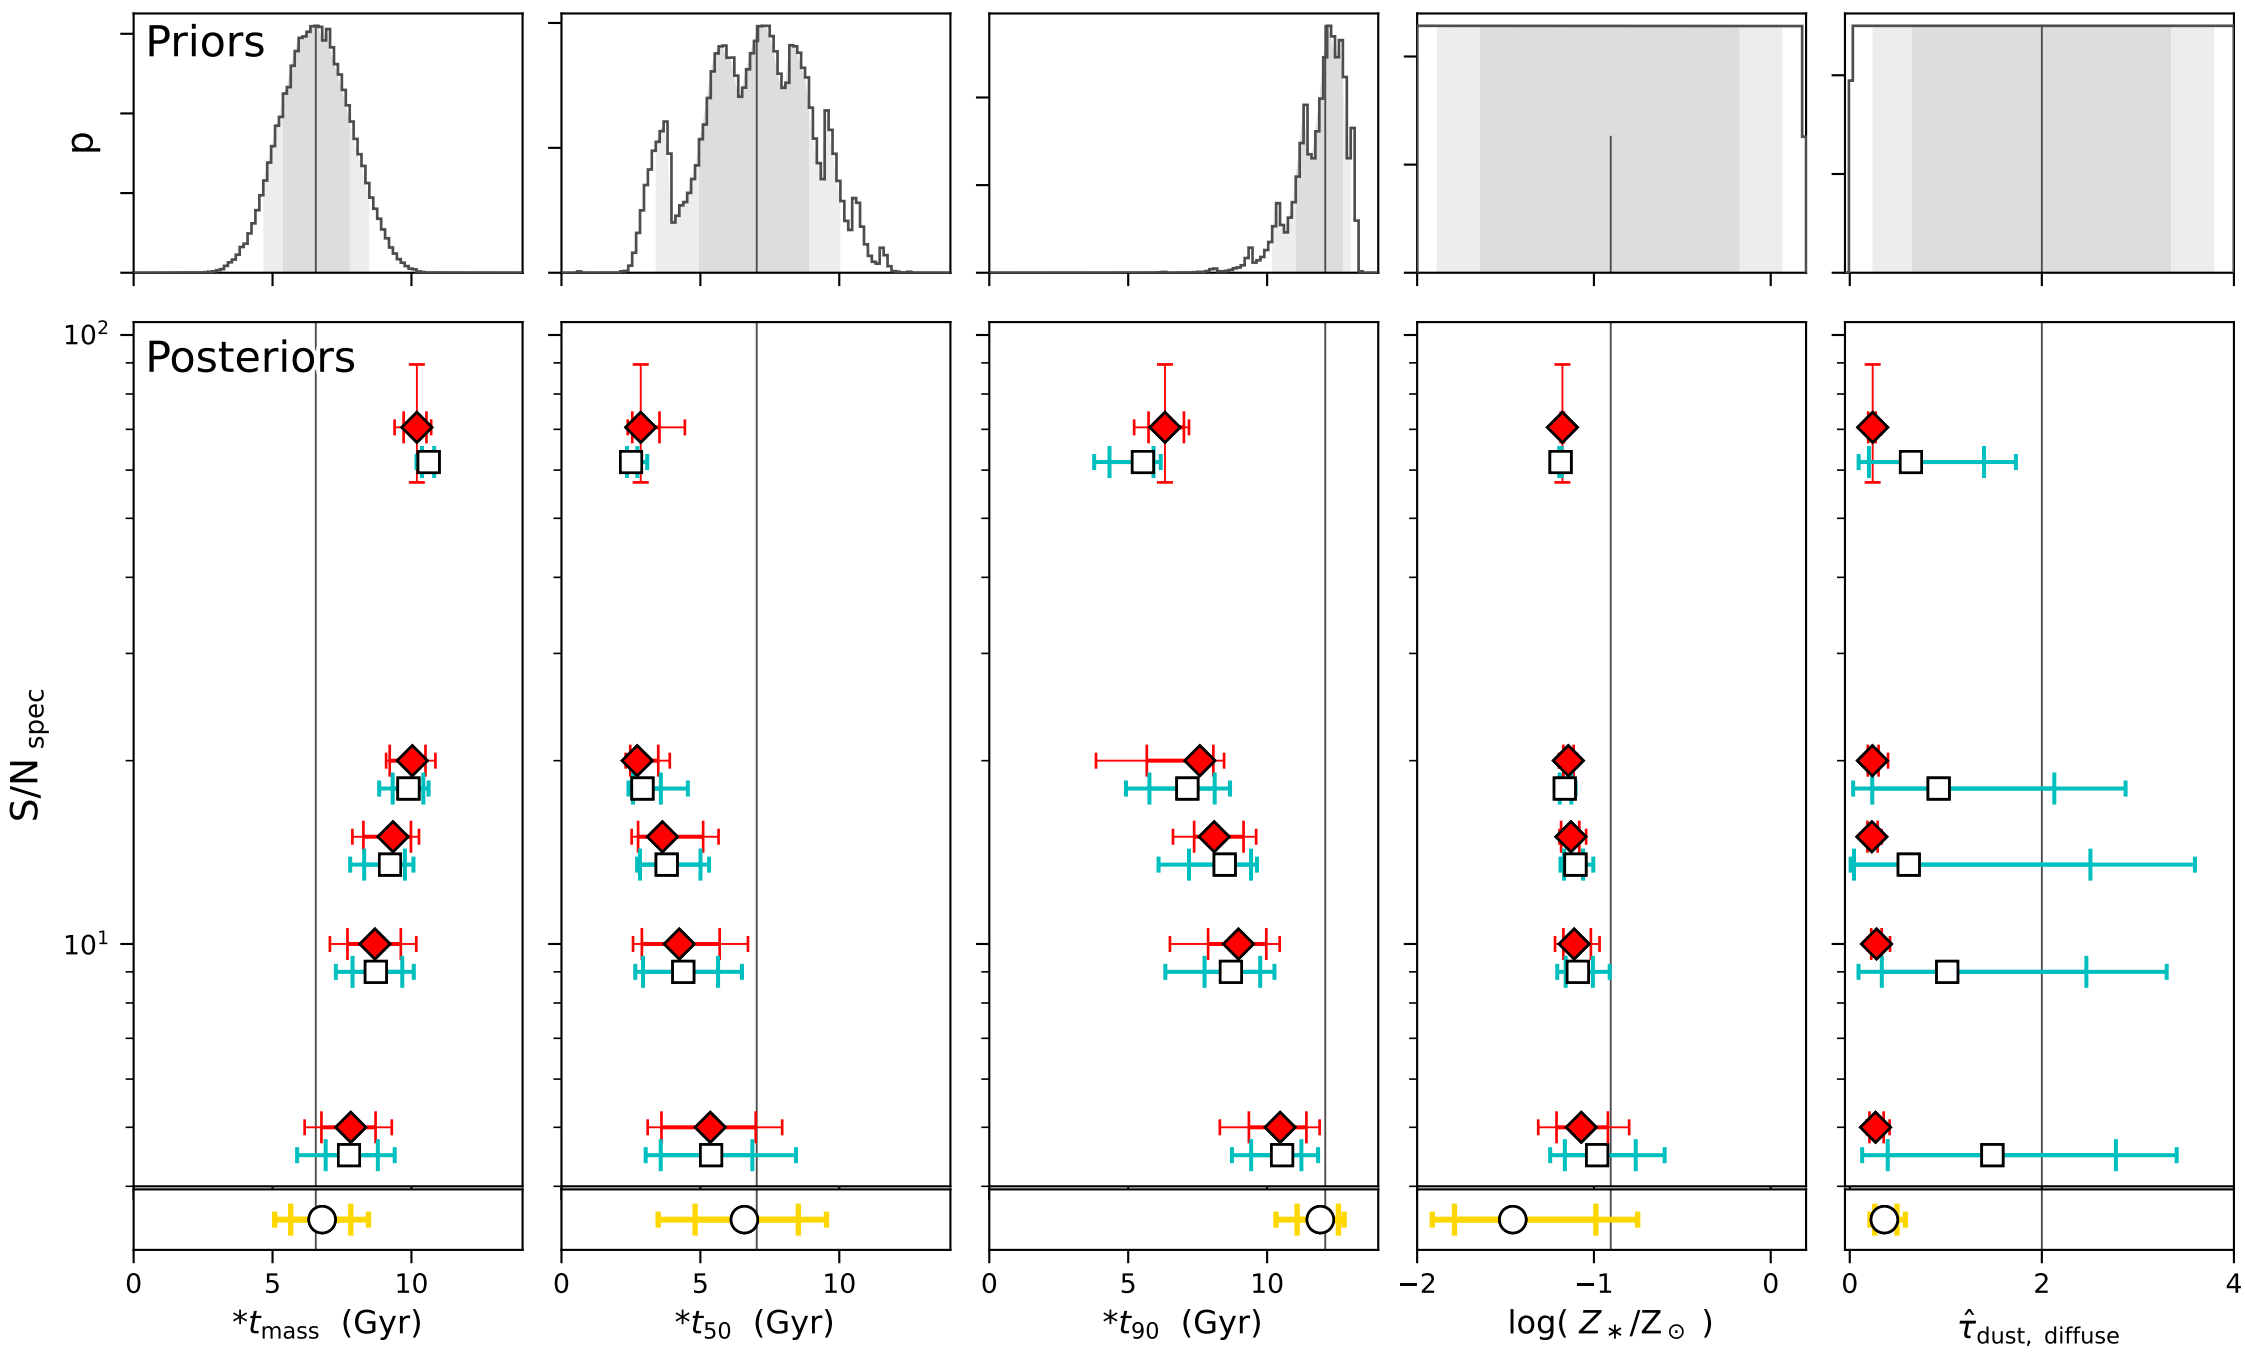 Priors
p
Posteriors
10²
10¹
S/N spec
0 5 10
0 5 10
0 5 10
−2 −1 0
0 2 4
*t_mass (Gyr)
*t_50 (Gyr)
*t_90 (Gyr)
log( Z_∗/Z_⊙ )
τ̂_dust, diffuse